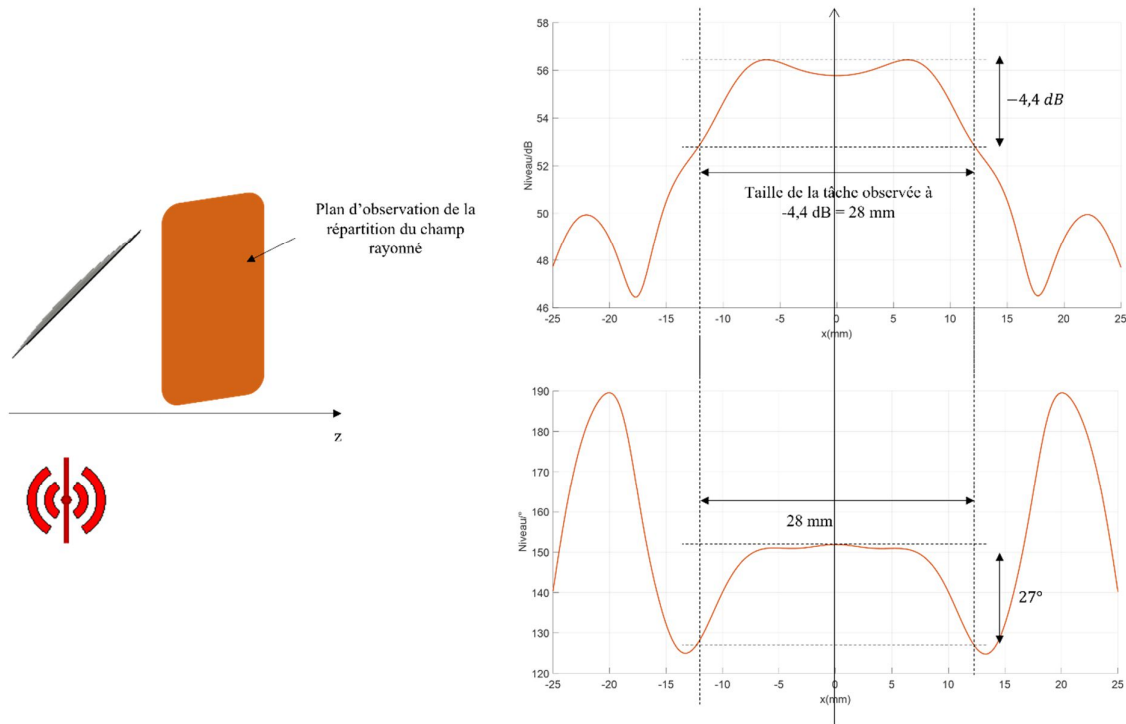 Plan d'observation de la
répartition du champ
rayonné
z
58
56
54
52
50
48
46
Niveau/dB
−4,4 dB
Taille de la tâche observée à
-4,4 dB = 28 mm
-25 -20 -15 -10 -5 0 5 10 15 20 25
x(mm)
190
180
170
160
150
140
130
120
Niveau/°
28 mm
27°
-25 -20 -15 -10 -5 0 5 10 15 20 25
x(mm)